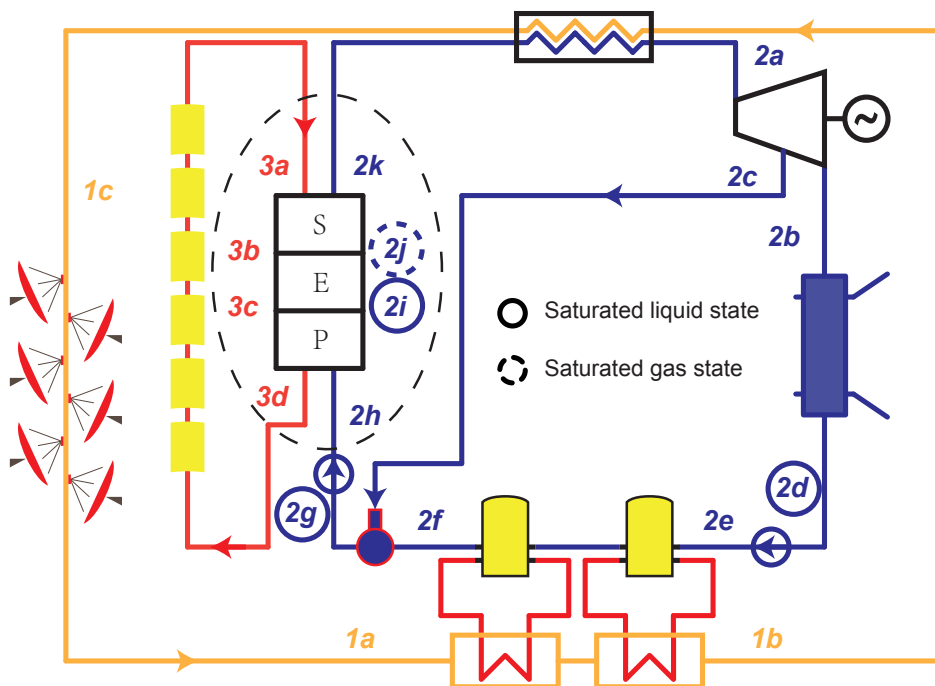 2a
1c
3a
2k
2c
S
2b
3b
2j
E
3c
2i
Saturated liquid state
P
Saturated gas state
3d
2h
2d
2g
2f
2e
1a
1b
~